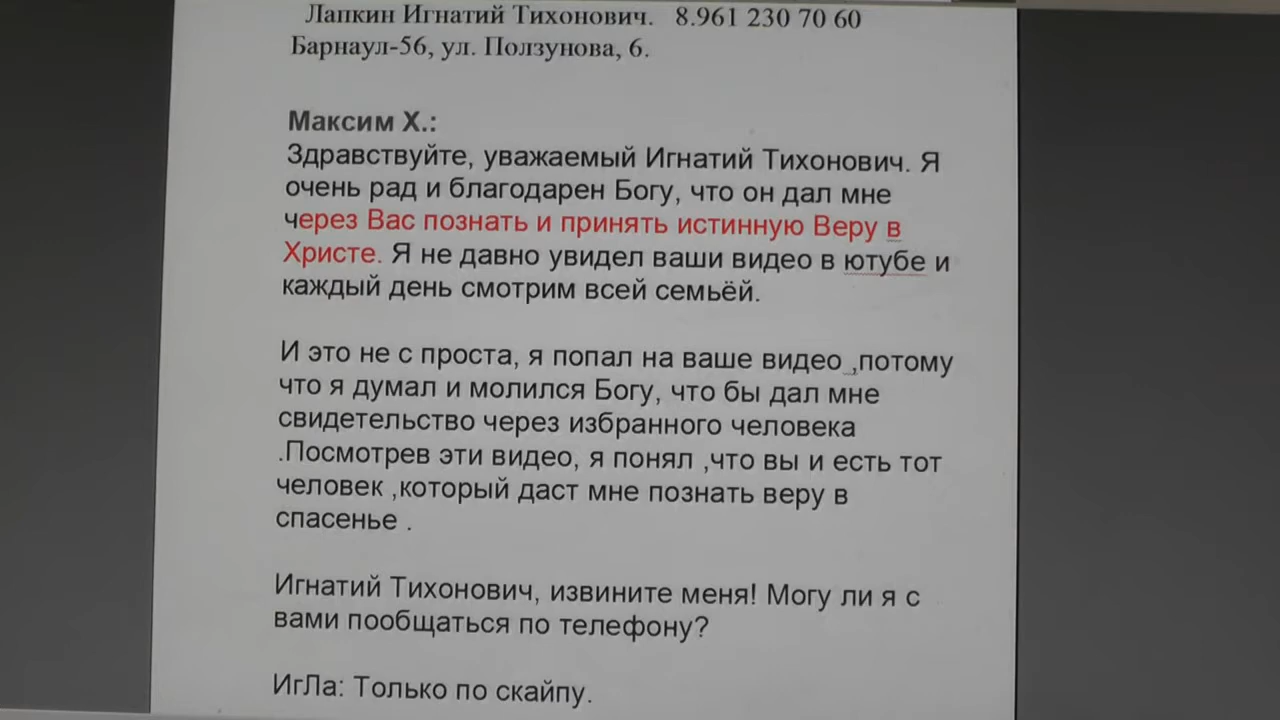 Лапкин Игнатий Тихонович. 8.961 230 70 60
Барнаул-56, ул. Ползунова, 6.
Максим Х.:
Здравствуйте, уважаемый Игнатий Тихонович. Я
очень рад и благодарен Богу, что он дал мне
через Вас познать и принять истинную Веру в
Христе. Я не давно увидел ваши видео в ютубе и
каждый день смотрим всей семьёй.
И это не с проста, я попал на ваше видео ,потому
что я думал и молился Богу, что бы дал мне
свидетельство через избранного человека
.Посмотрев эти видео, я понял ,что вы и есть тот
человек ,который даст мне познать веру в
спасенье .
Игнатий Тихонович, извините меня! Могу ли я с
вами пообщаться по телефону?
ИгЛа: Только по скайпу.